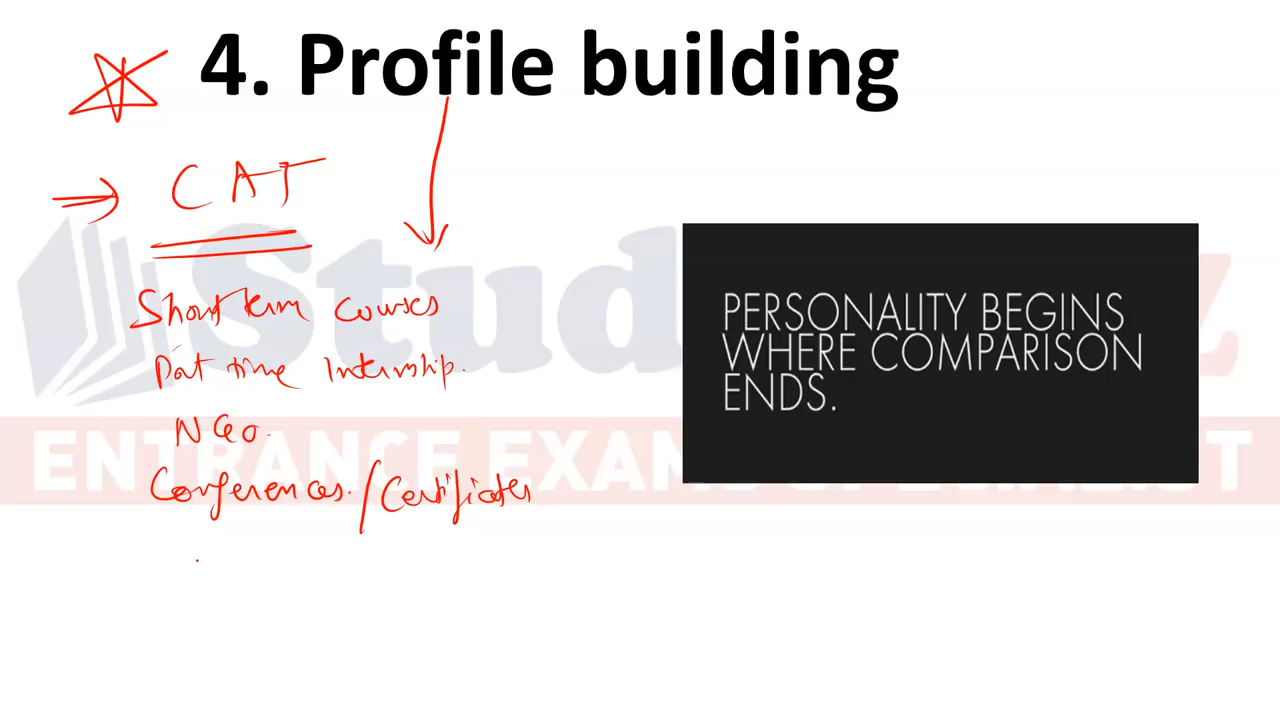 4. Profile building
⇒ CAT
Short term courses
Part time Internship.
NGO.
Conferences. / Certificates
PERSONALITY BEGINS
WHERE COMPARISON
ENDS.
ENTRANCE EXAM